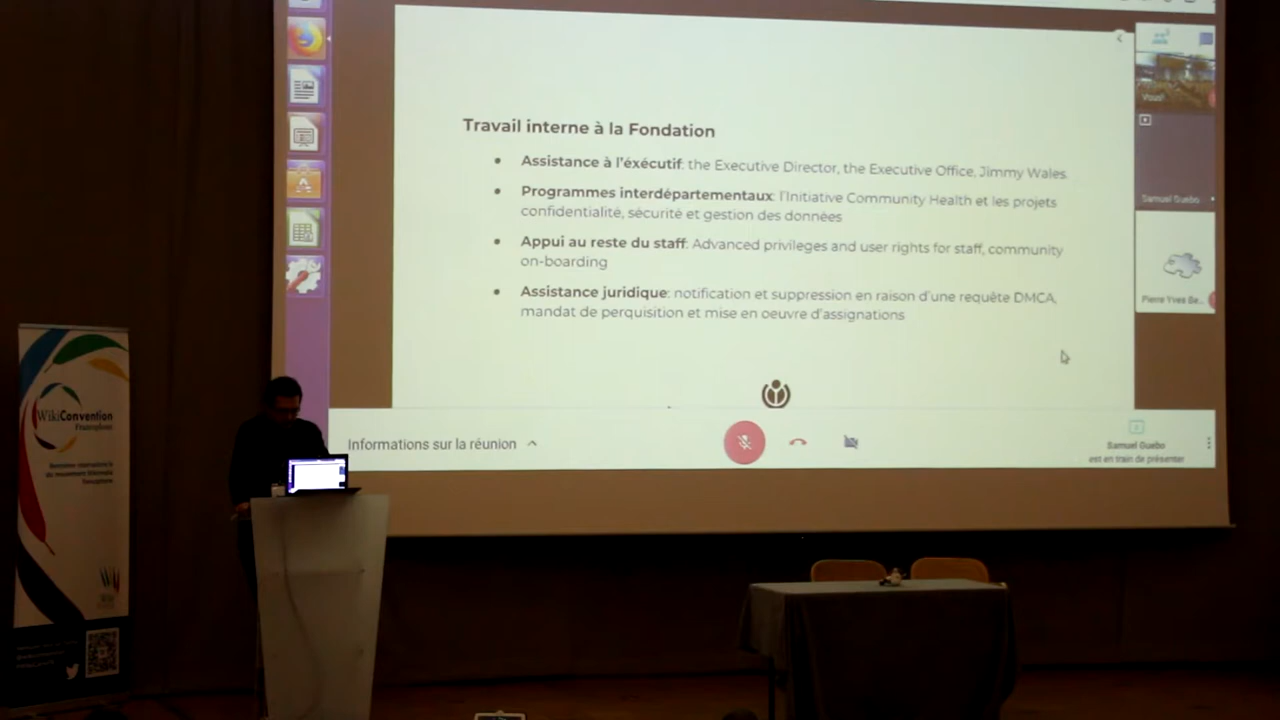 Travail interne à la Fondation
Assistance à l'éxécutif: the Executive Director, the Executive Office, Jimmy Wales.
Programmes interdépartementaux: l'Initiative Community Health et les projets
confidentialité, sécurité et gestion des données
Appui au reste du staff: Advanced privileges and user rights for staff, community
on-boarding
Assistance juridique: notification et suppression en raison d'une requête DMCA,
mandat de perquisition et mise en oeuvre d'assignations
Vous
Samuel Guebo
Pierre Yves Be...
Informations sur la réunion
Samuel Guebo
est en train de présenter
WikiConvention
Francophone